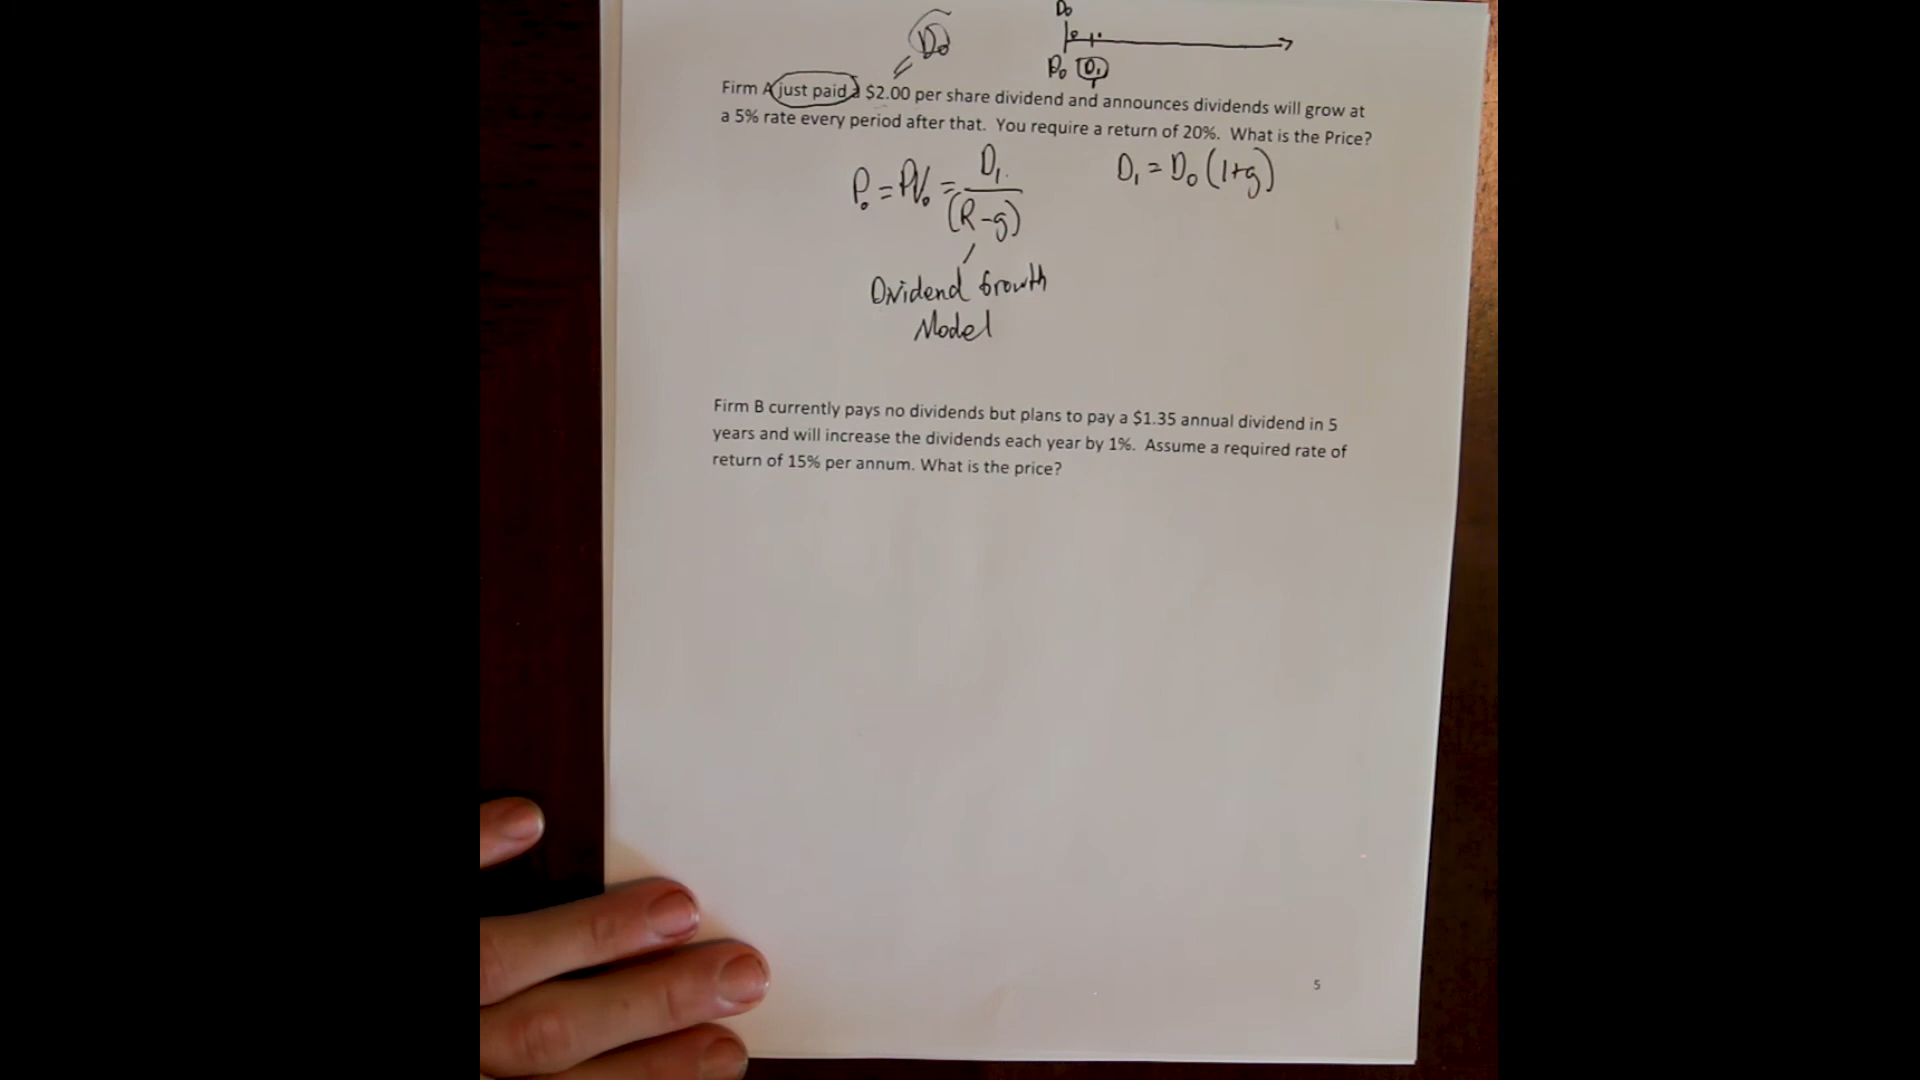 D₀
D₀
P₀ D₁
Firm A just paid a $2.00 per share dividend and announces dividends will grow at
a 5% rate every period after that. You require a return of 20%. What is the Price?
P₀ = PV₀ = D₁ / (R-g)
D₁ = D₀ (1+g)
Dividend Growth
Model
Firm B currently pays no dividends but plans to pay a $1.35 annual dividend in 5
years and will increase the dividends each year by 1%. Assume a required rate of
return of 15% per annum. What is the price?
5